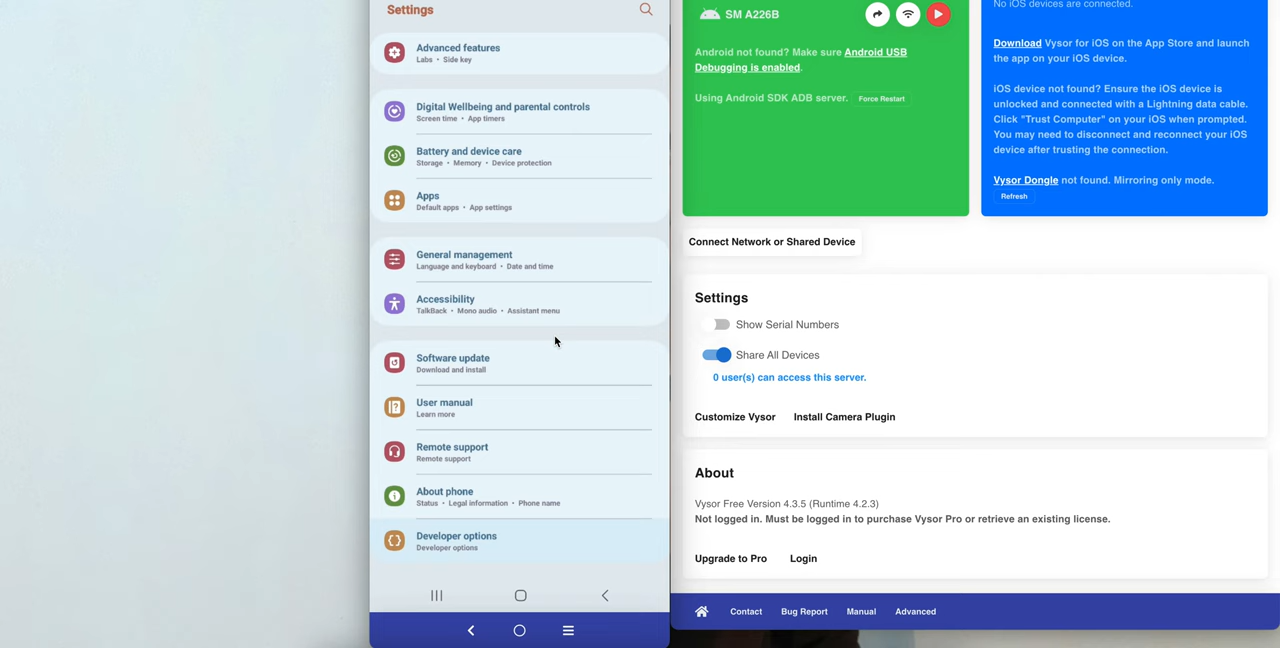 Settings
Advanced features
Labs • Side key
Digital Wellbeing and parental controls
Screen time • App timers
Battery and device care
Storage • Memory • Device protection
Apps
Default apps • App settings
General management
Language and keyboard • Date and time
Accessibility
TalkBack • Mono audio • Assistant menu
Software update
Download and install
User manual
Learn more
Remote support
Remote support
About phone
Status • Legal information • Phone name
Developer options
Developer options
SM A226B
Android not found? Make sure Android USB
Debugging is enabled.
Using Android SDK ADB server. Force Restart
No iOS devices are connected.
Download Vysor for iOS on the App Store and launch
the app on your iOS device.
iOS device not found? Ensure the iOS device is
unlocked and connected with a Lightning data cable.
Click "Trust Computer" on your iOS when prompted.
You may need to disconnect and reconnect your iOS
device after trusting the connection.
Vysor Dongle not found. Mirroring only mode.
Refresh
Connect Network or Shared Device
Settings
Show Serial Numbers
Share All Devices
0 user(s) can access this server.
Customize Vysor Install Camera Plugin
About
Vysor Free Version 4.3.5 (Runtime 4.2.3)
Not logged in. Must be logged in to purchase Vysor Pro or retrieve an existing license.
Upgrade to Pro Login
Contact Bug Report Manual Advanced